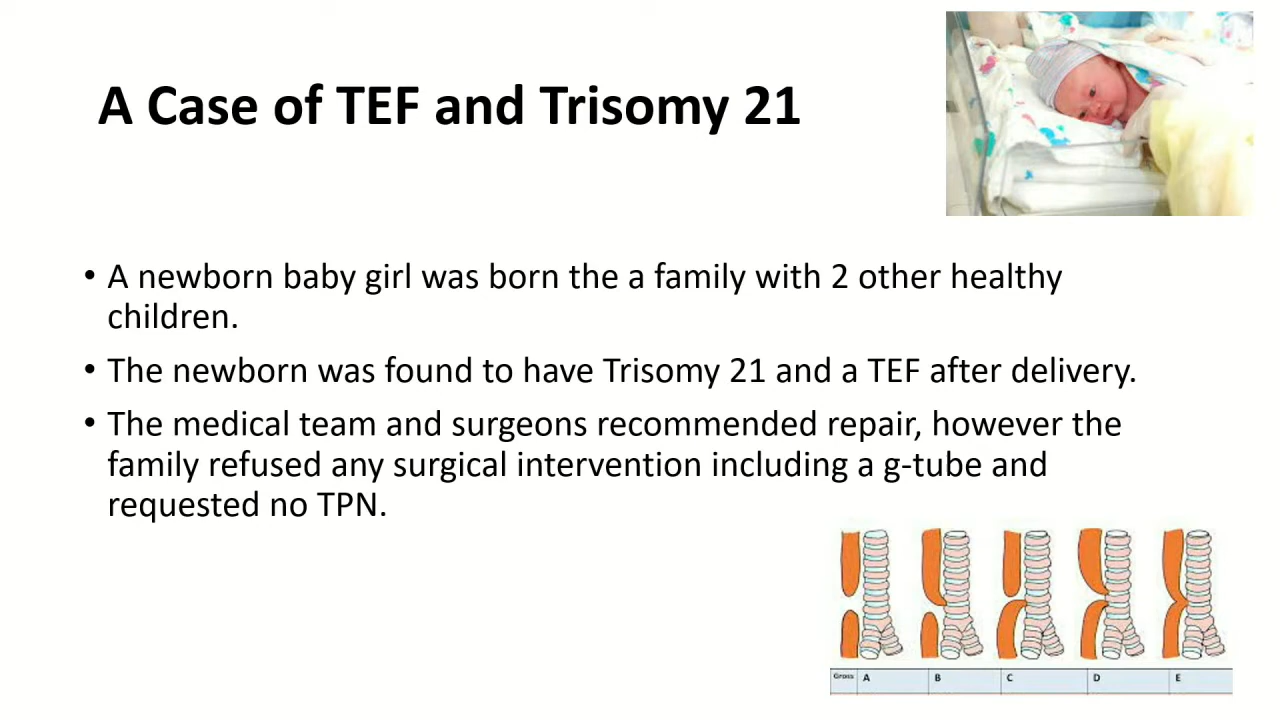 A Case of TEF and Trisomy 21
• A newborn baby girl was born the a family with 2 other healthy
children.
• The newborn was found to have Trisomy 21 and a TEF after delivery.
• The medical team and surgeons recommended repair, however the
family refused any surgical intervention including a g-tube and
requested no TPN.
Gross A B C D E